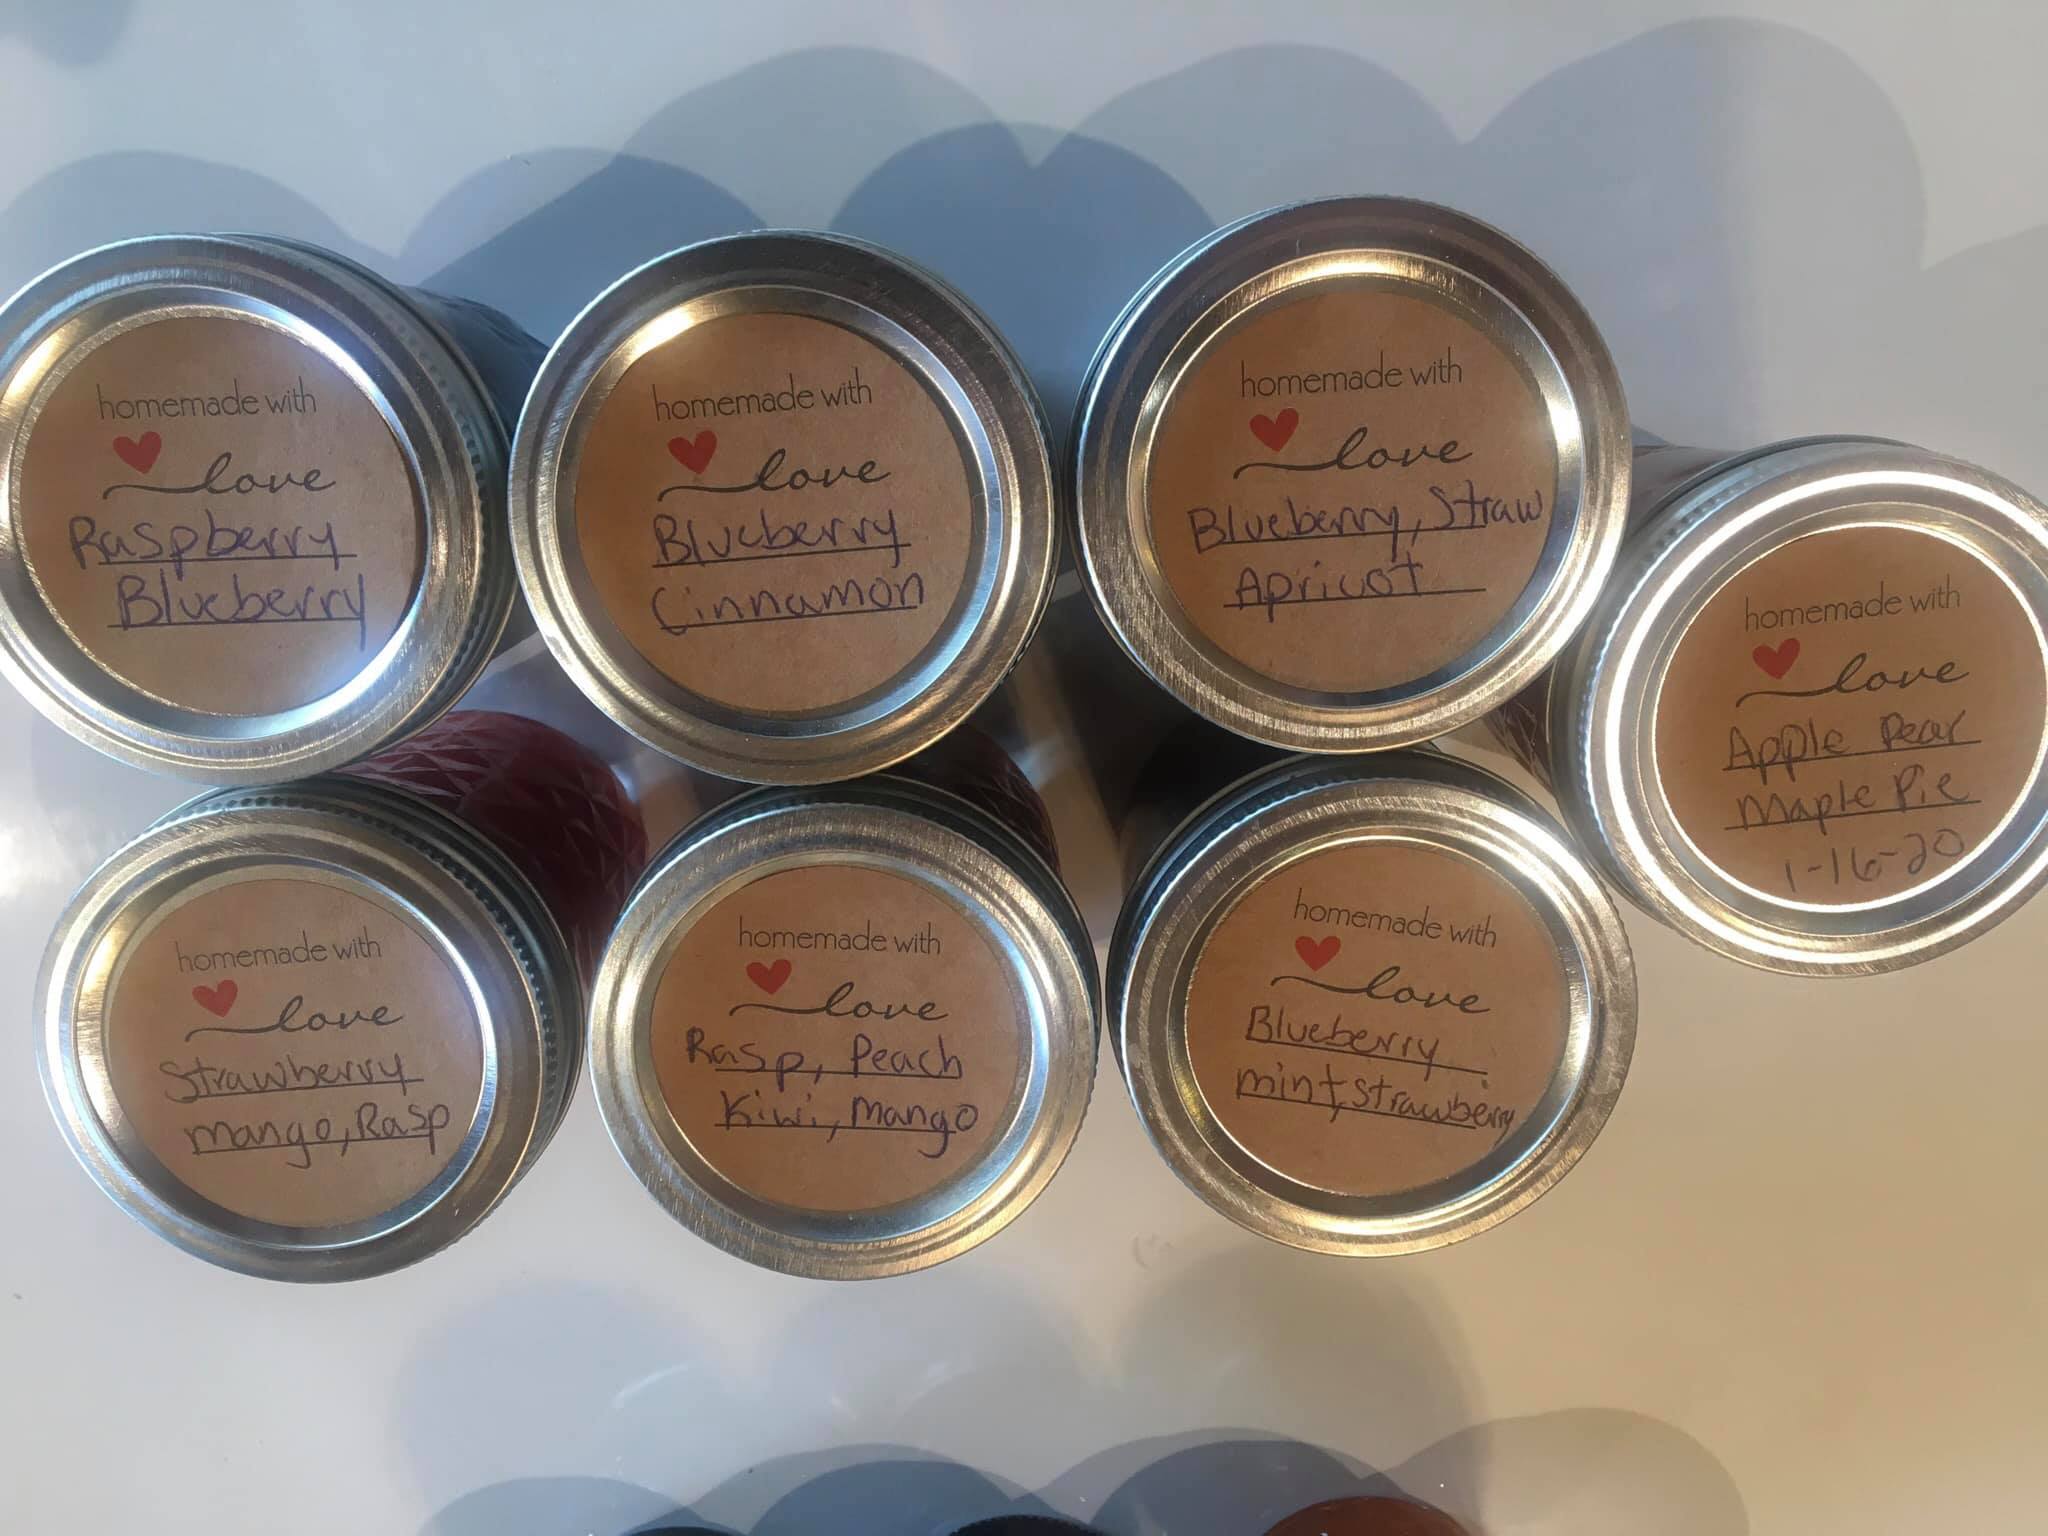 homemade with
love
Raspberry
Blueberry
homemade with
love
Blueberry
Cinnamon
homemade with
love
Blueberry, Straw
Apricot
homemade with
love
Apple Pear
Maple Pie
1-16-20
homemade with
love
Strawberry
mango, Rasp
homemade with
love
Rasp, Peach
Kiwi, Mango
homemade with
love
Blueberry
mint, strawberry